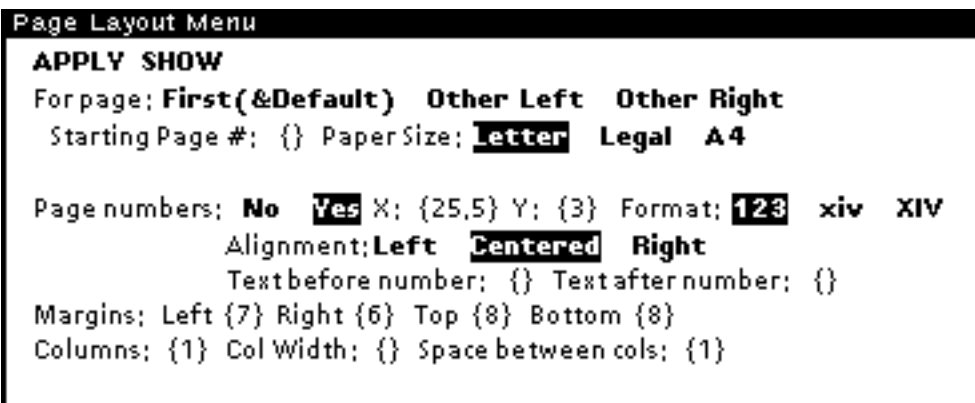 Page Layout Menu
APPLY SHOW
For page: First(&Default) Other Left Other Right
Starting Page #: {} Paper Size: Letter Legal A4
Page numbers: No Yes X: {25.5} Y: {3} Format: 123 xiv XIV
Alignment: Left Centered Right
Text before number: {} Text after number: {}
Margins: Left {7} Right {6} Top {8} Bottom {8}
Columns: {1} Col Width: {} Space between cols: {1}